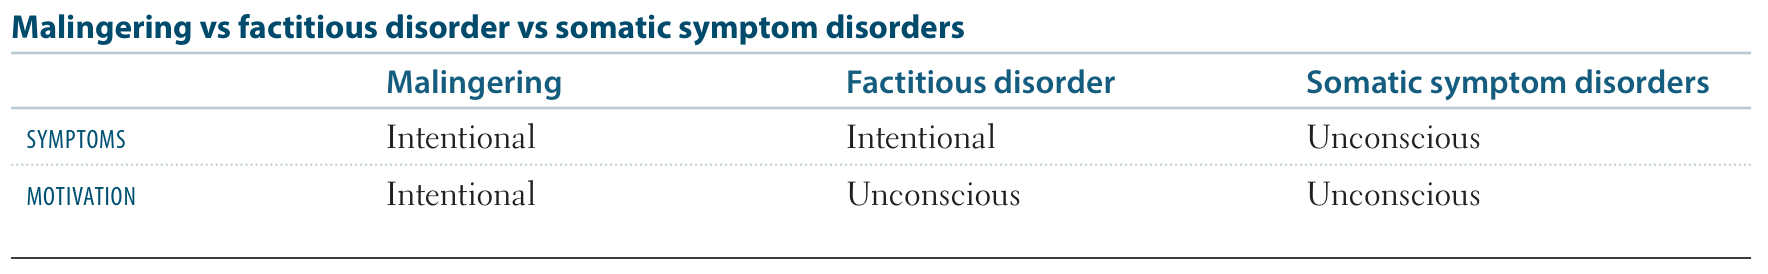 Malingering vs factitious disorder vs somatic symptom disorders
Malingering Factitious disorder Somatic symptom disorders
SYMPTOMS Intentional Intentional Unconscious
MOTIVATION Intentional Unconscious Unconscious